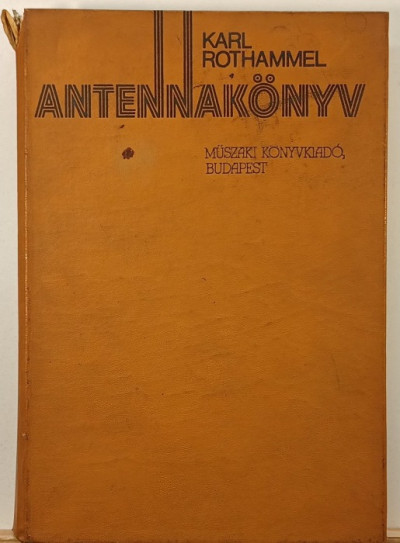 KARL
ROTHAMMEL
ANTENNAKÖNYV
MŰSZAKI KÖNYVKIADÓ,
BUDAPEST